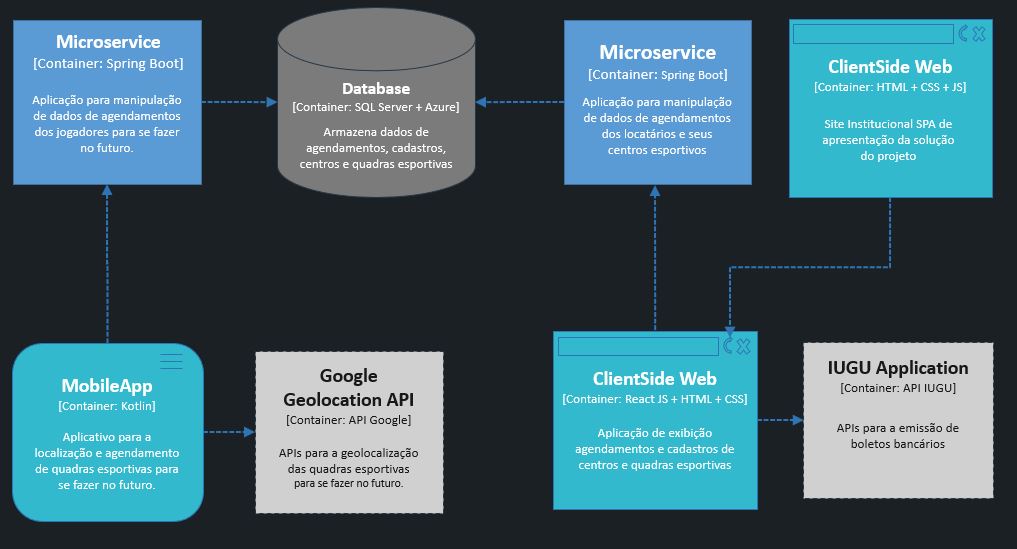 Microservice
[Container: Spring Boot]
Aplicação para manipulação
de dados de agendamentos
dos jogadores para se fazer
no futuro.
Database
[Container: SQL Server + Azure]
Armazena dados de
agendamentos, cadastros,
centros e quadras esportivas
Microservice
[Container: Spring Boot]
Aplicação para manipulação
de dados de agendamentos
dos locatários e seus
centros esportivos
ClientSide Web
[Container: HTML + CSS + JS]
Site Institucional SPA de
apresentação da solução
do projeto
MobileApp
[Container: Kotlin]
Aplicativo para a
localização e agendamento
de quadras esportivas para
se fazer no futuro.
Google
Geolocation API
[Container: API Google]
APIs para a geolocalização
das quadras esportivas
para se fazer no futuro.
ClientSide Web
[Container: React JS + HTML + CSS]
Aplicação de exibição
agendamentos e cadastros de
centros e quadras esportivas
IUGU Application
[Container: API IUGU]
APIs para a emissão de
boletos bancários